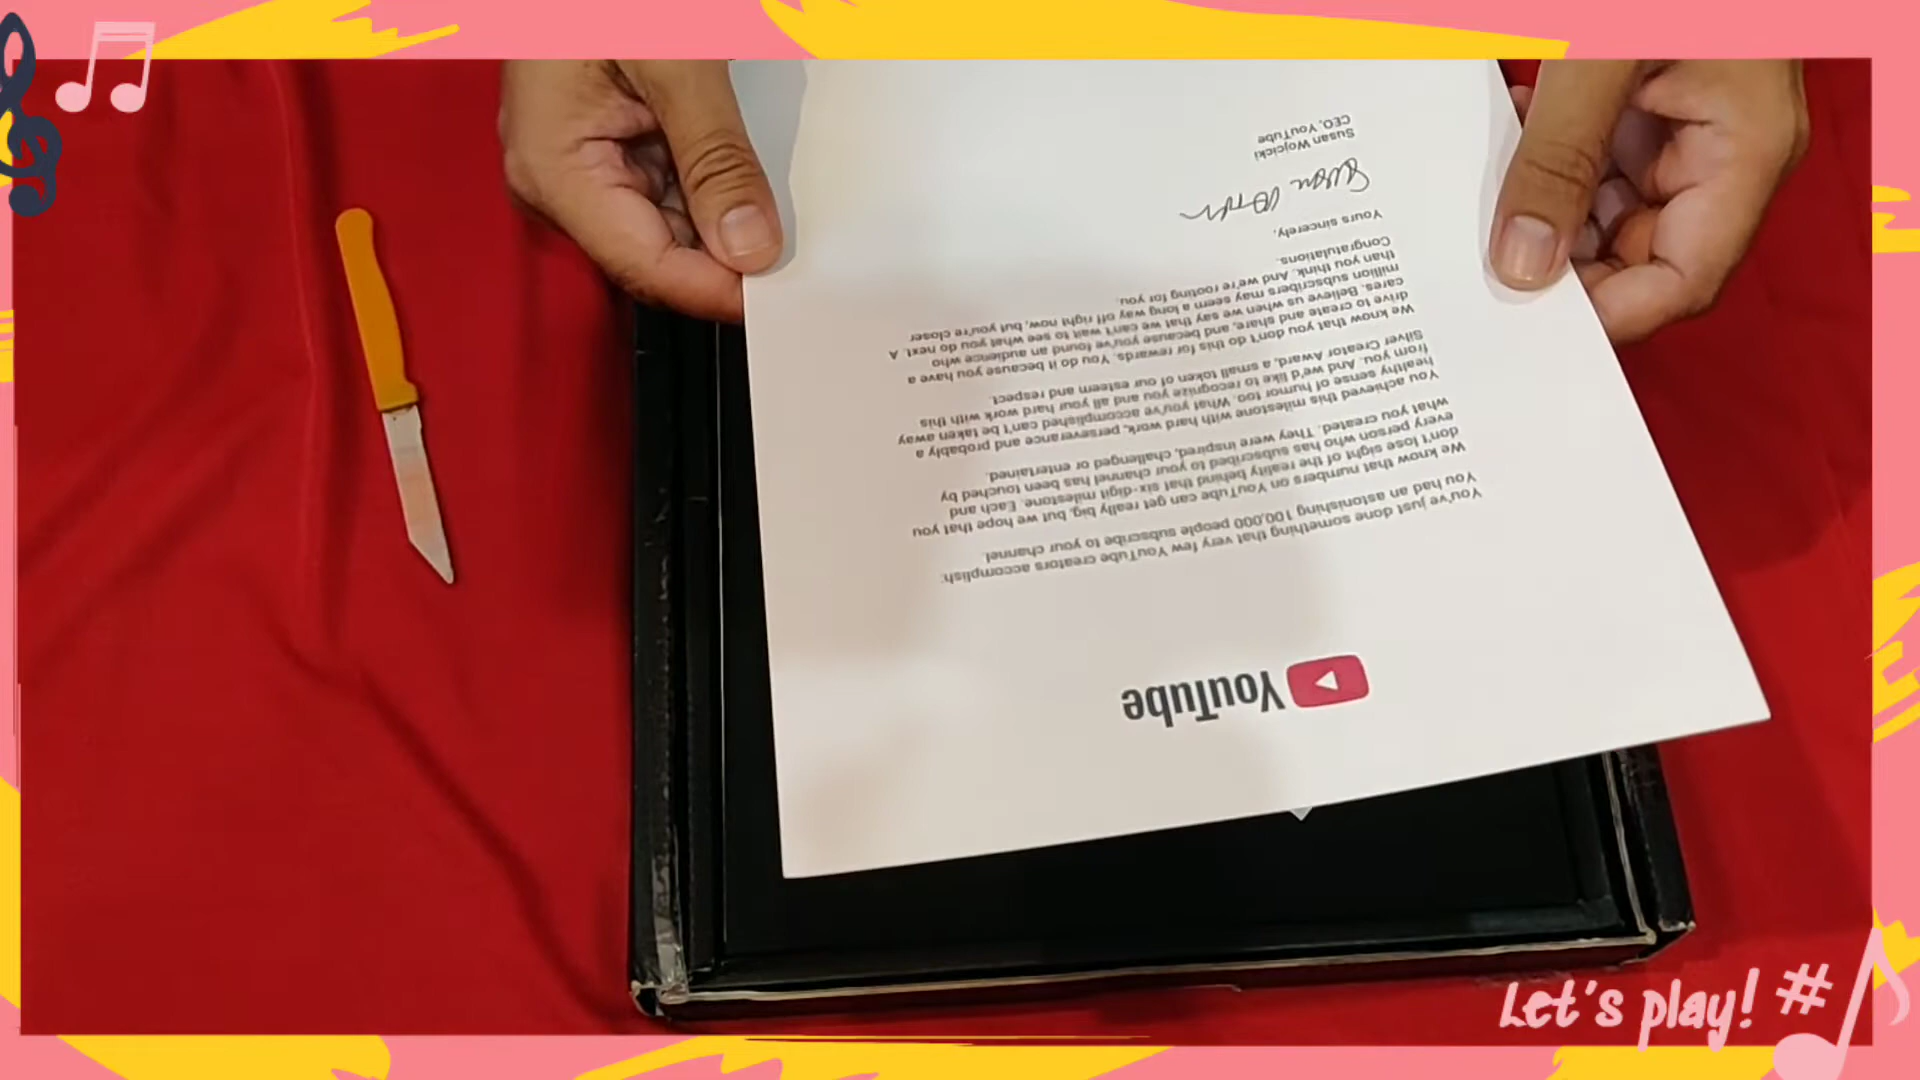 YouTube
You've just done something that very few YouTube creators accomplish:
You had an astonishing 100,000 people subscribe to your channel.
We know that numbers on YouTube can get really big, but we hope that you
don't lose sight of the reality behind that six-digit milestone. Each and
every person who has subscribed to your channel has been touched by
what you created. They were inspired, challenged or entertained.
You achieved this milestone with hard work, perseverance and probably a
healthy sense of humor too. What you've accomplished can't be taken away
from you. And we'd like to recognize you and all your hard work with this
Silver Creator Award, a small token of our esteem and respect.
We know that you don't do this for rewards. You do it because you have a
drive to create and share, and because you've found an audience who
cares. Believe us when we say that we can't wait to see what you do next. A
million subscribers may seem a long way off right now, but you're closer
than you think. And we're rooting for you.
Congratulations.
Yours sincerely,
Susan Wojcicki
CEO, YouTube
Let's play! #